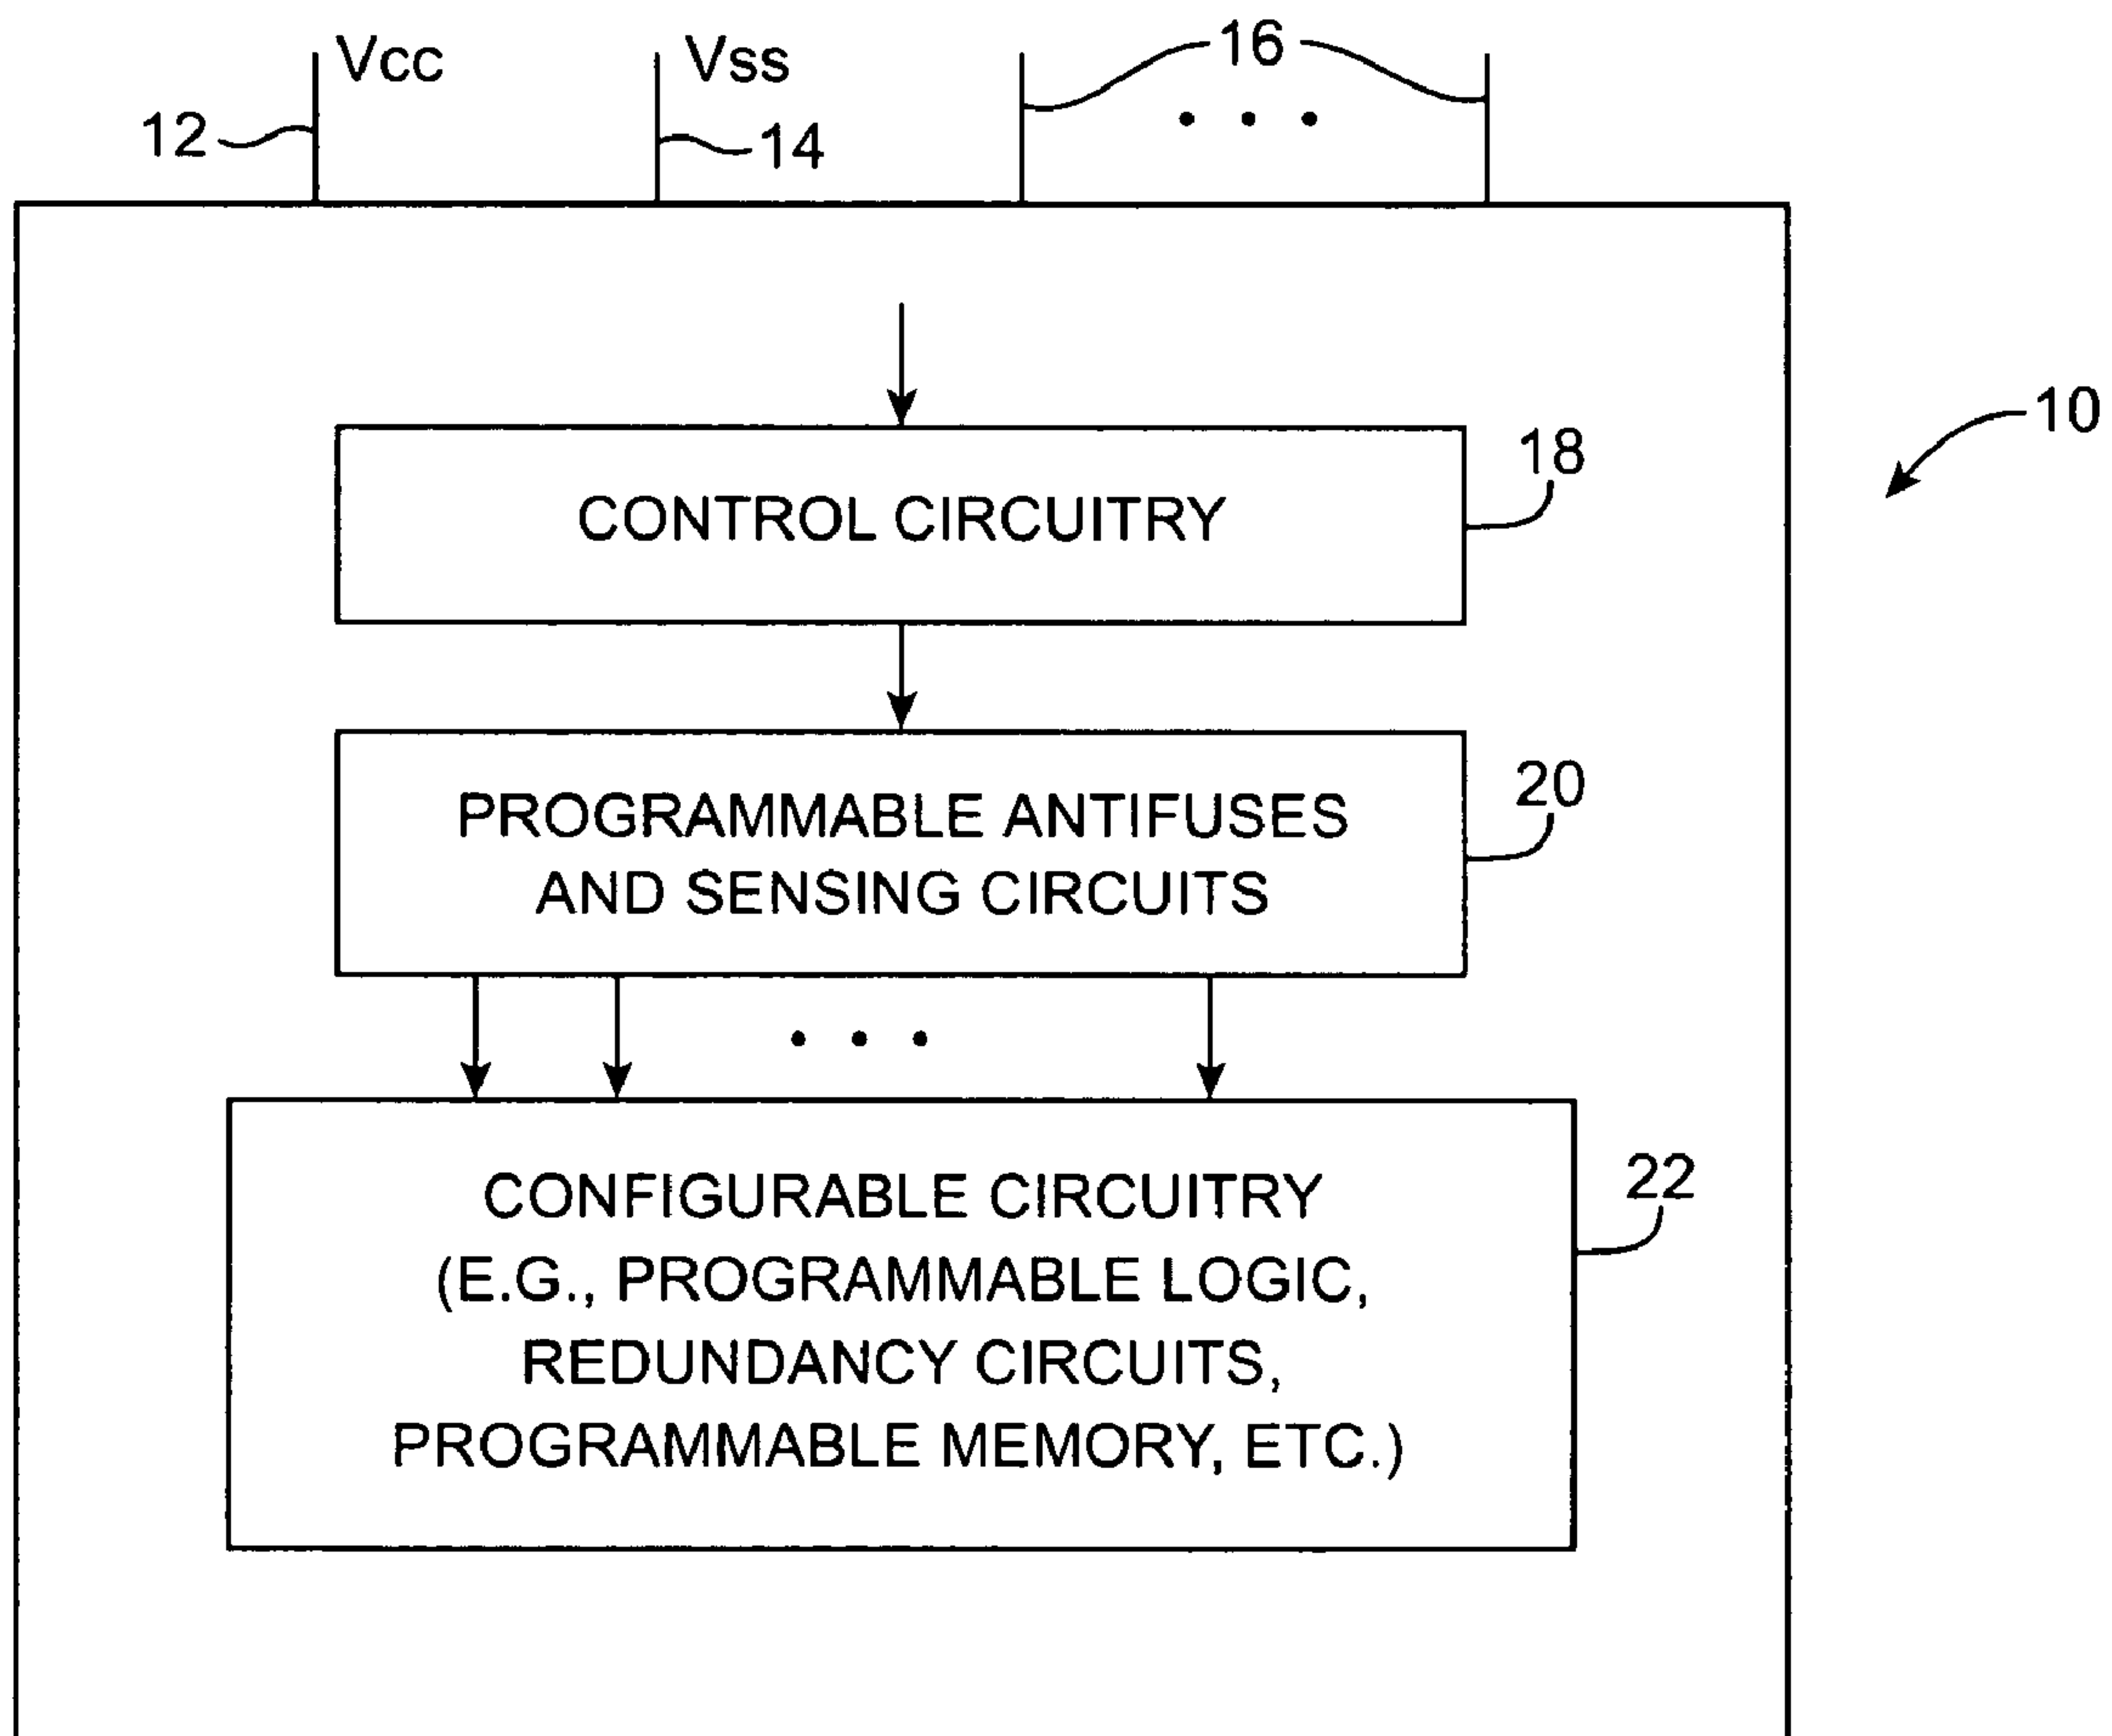 Vcc
Vss
16
12
14
10
18
CONTROL CIRCUITRY
20
PROGRAMMABLE ANTIFUSES
AND SENSING CIRCUITS
22
CONFIGURABLE CIRCUITRY
(E.G., PROGRAMMABLE LOGIC,
REDUNDANCY CIRCUITS,
PROGRAMMABLE MEMORY, ETC.)